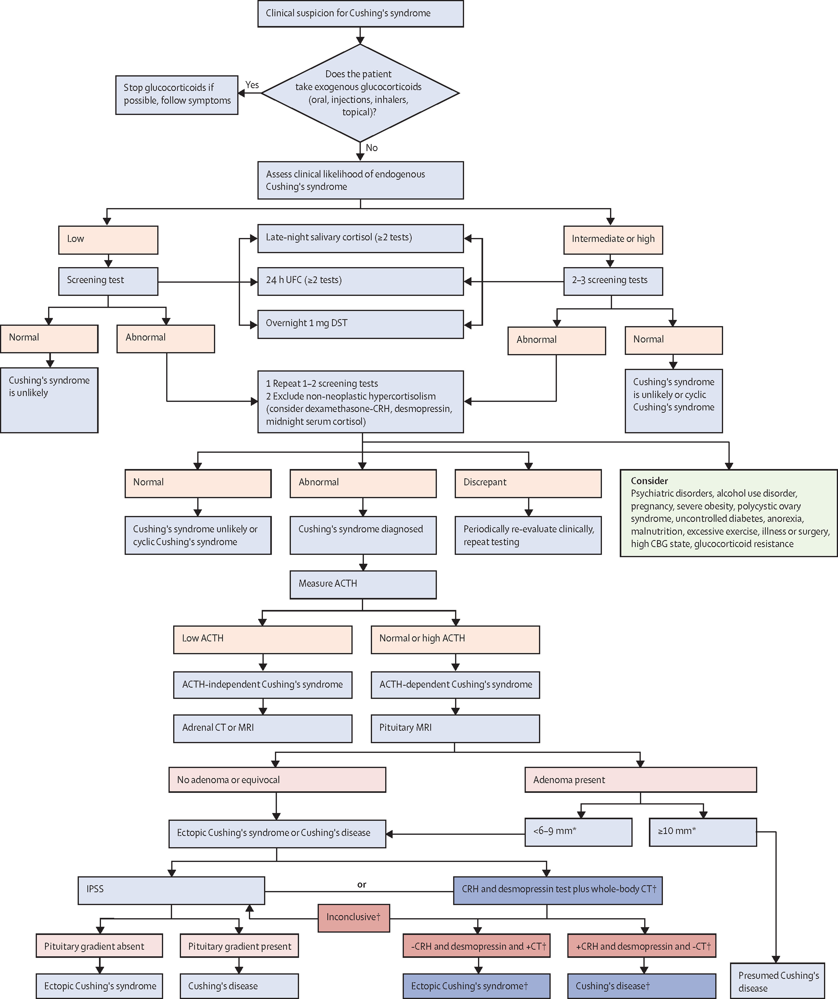 Clinical suspicion for Cushing's syndrome
Does the patient
take exogenous glucocorticoids
(oral, injections, inhalers,
topical)?
Yes
Stop glucocorticoids if
possible, follow symptoms
No
Assess clinical likelihood of endogenous
Cushing's syndrome
Low
Late-night salivary cortisol (≥2 tests)
Intermediate or high
Screening test
24 h UFC (≥2 tests)
2–3 screening tests
Overnight 1 mg DST
Normal
Abnormal
Abnormal
Normal
Cushing's syndrome
is unlikely
1 Repeat 1–2 screening tests
2 Exclude non-neoplastic hypercortisolism
(consider dexamethasone-CRH, desmopressin,
midnight serum cortisol)
Cushing's syndrome
is unlikely or cyclic
Cushing's syndrome
Normal
Abnormal
Discrepant
Consider
Psychiatric disorders, alcohol use disorder,
pregnancy, severe obesity, polycystic ovary
syndrome, uncontrolled diabetes, anorexia,
malnutrition, excessive exercise, illness or surgery,
high CBG state, glucocorticoid resistance
Cushing's syndrome unlikely or
cyclic Cushing's syndrome
Cushing's syndrome diagnosed
Periodically re-evaluate clinically,
repeat testing
Measure ACTH
Low ACTH
Normal or high ACTH
ACTH-independent Cushing's syndrome
ACTH-dependent Cushing's syndrome
Adrenal CT or MRI
Pituitary MRI
No adenoma or equivocal
Adenoma present
Ectopic Cushing's syndrome or Cushing's disease
<6–9 mm*
≥10 mm*
IPSS
or
CRH and desmopressin test plus whole-body CT†
Inconclusive†
Pituitary gradient absent
Pituitary gradient present
-CRH and desmopressin and +CT†
+CRH and desmopressin and -CT†
Ectopic Cushing's syndrome
Cushing's disease
Ectopic Cushing's syndrome†
Cushing's disease†
Presumed Cushing's
disease